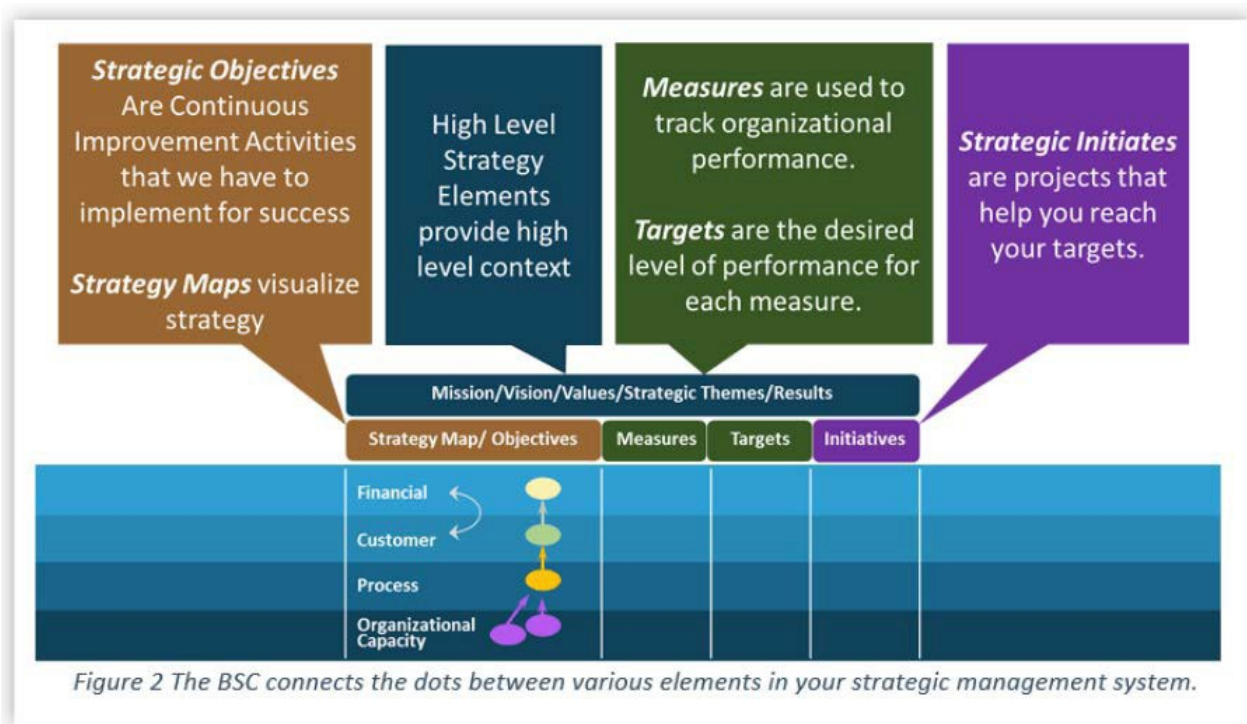 Strategic Objectives
Are Continuous
Improvement Activities
that we have to
implement for success
Strategy Maps visualize
strategy
High Level
Strategy
Elements
provide high
level context
Measures are used to
track organizational
performance.
Targets are the desired
level of performance for
each measure.
Strategic Initiates
are projects that
help you reach
your targets.
Mission/Vision/Values/Strategic Themes/Results
Strategy Map/ Objectives
Measures
Targets
Initiatives
Financial
Customer
Process
Organizational
Capacity
Figure 2 The BSC connects the dots between various elements in your strategic management system.